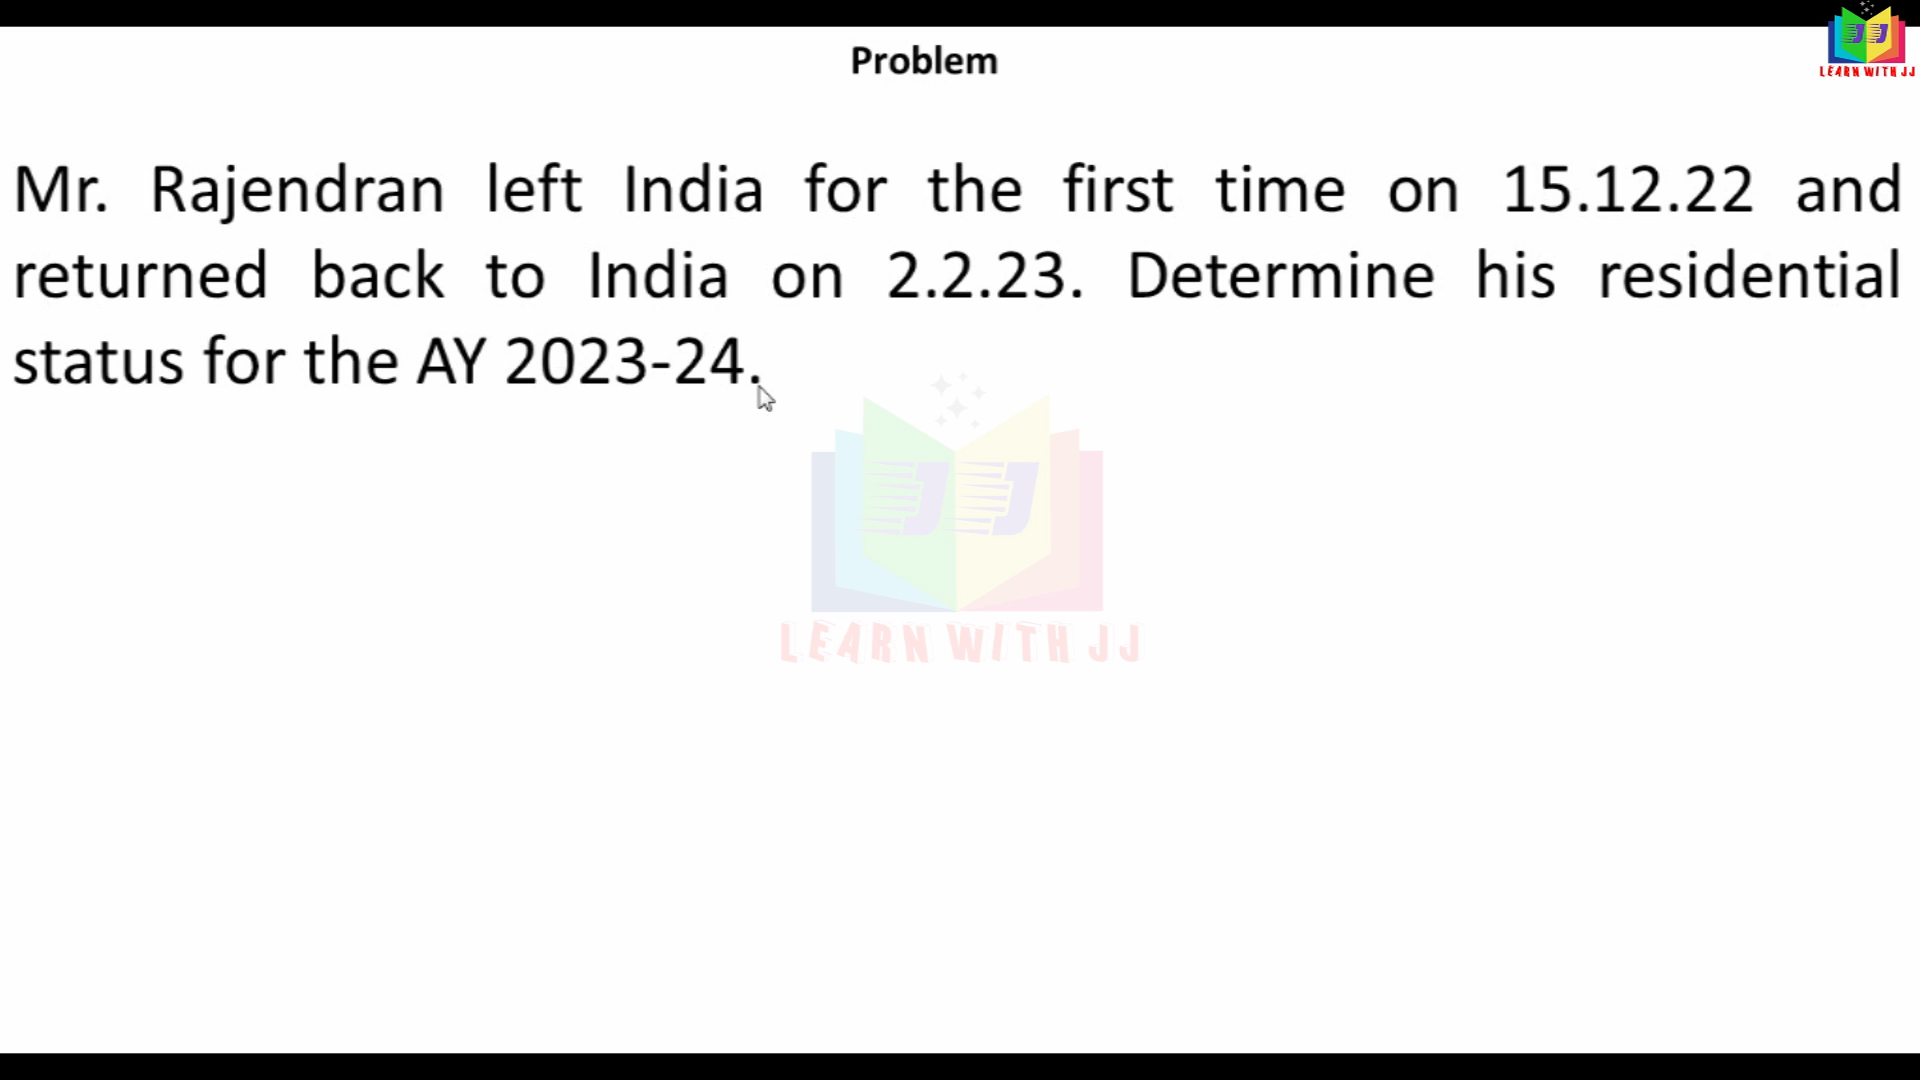 Problem
LEARN WITH JJ
Mr. Rajendran left India for the first time on 15.12.22 and
returned back to India on 2.2.23. Determine his residential
status for the AY 2023-24.
JJ
LEARN WITH JJ